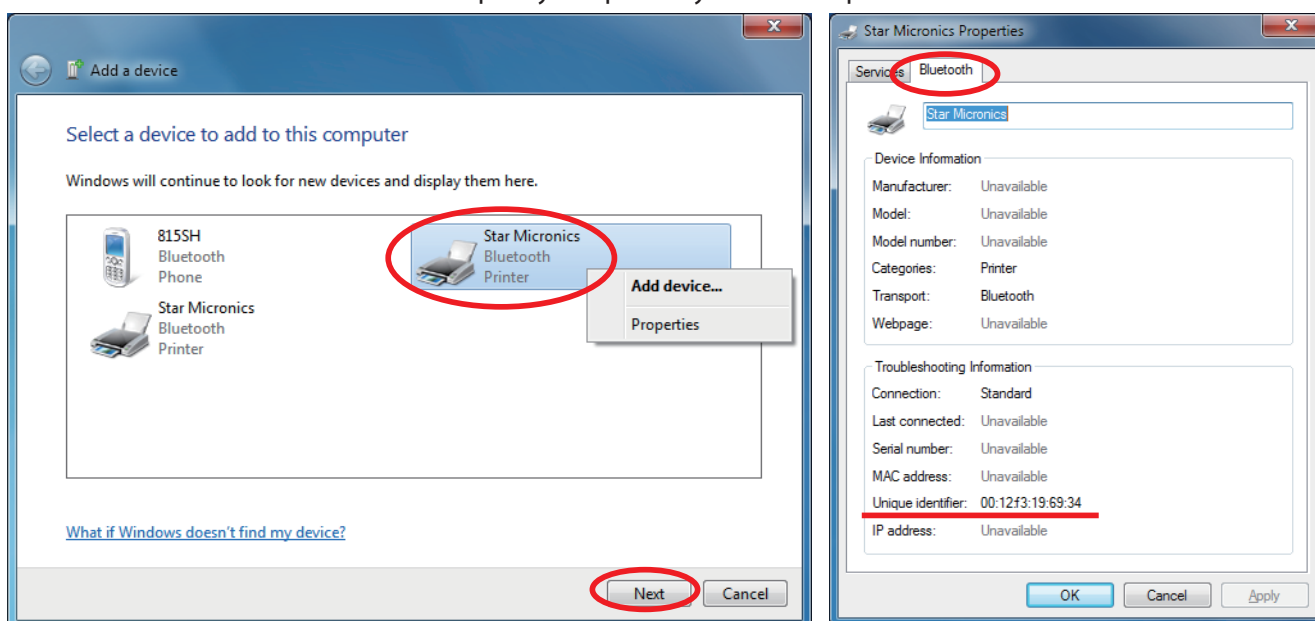 Add a device
Select a device to add to this computer
Windows will continue to look for new devices and display them here.
815SH
Bluetooth
Phone
Star Micronics
Bluetooth
Printer
Star Micronics
Bluetooth
Printer
Add device...
Properties
What if Windows doesn't find my device?
Next Cancel
Star Micronics Properties
Services Bluetooth
Star Micronics
Device Information
Manufacturer: Unavailable
Model: Unavailable
Model number: Unavailable
Categories: Printer
Transport: Bluetooth
Webpage: Unavailable
Troubleshooting Information
Connection: Standard
Last connected: Unavailable
Serial number: Unavailable
MAC address: Unavailable
Unique identifier: 00:12:f3:19:69:34
IP address: Unavailable
OK Cancel Apply